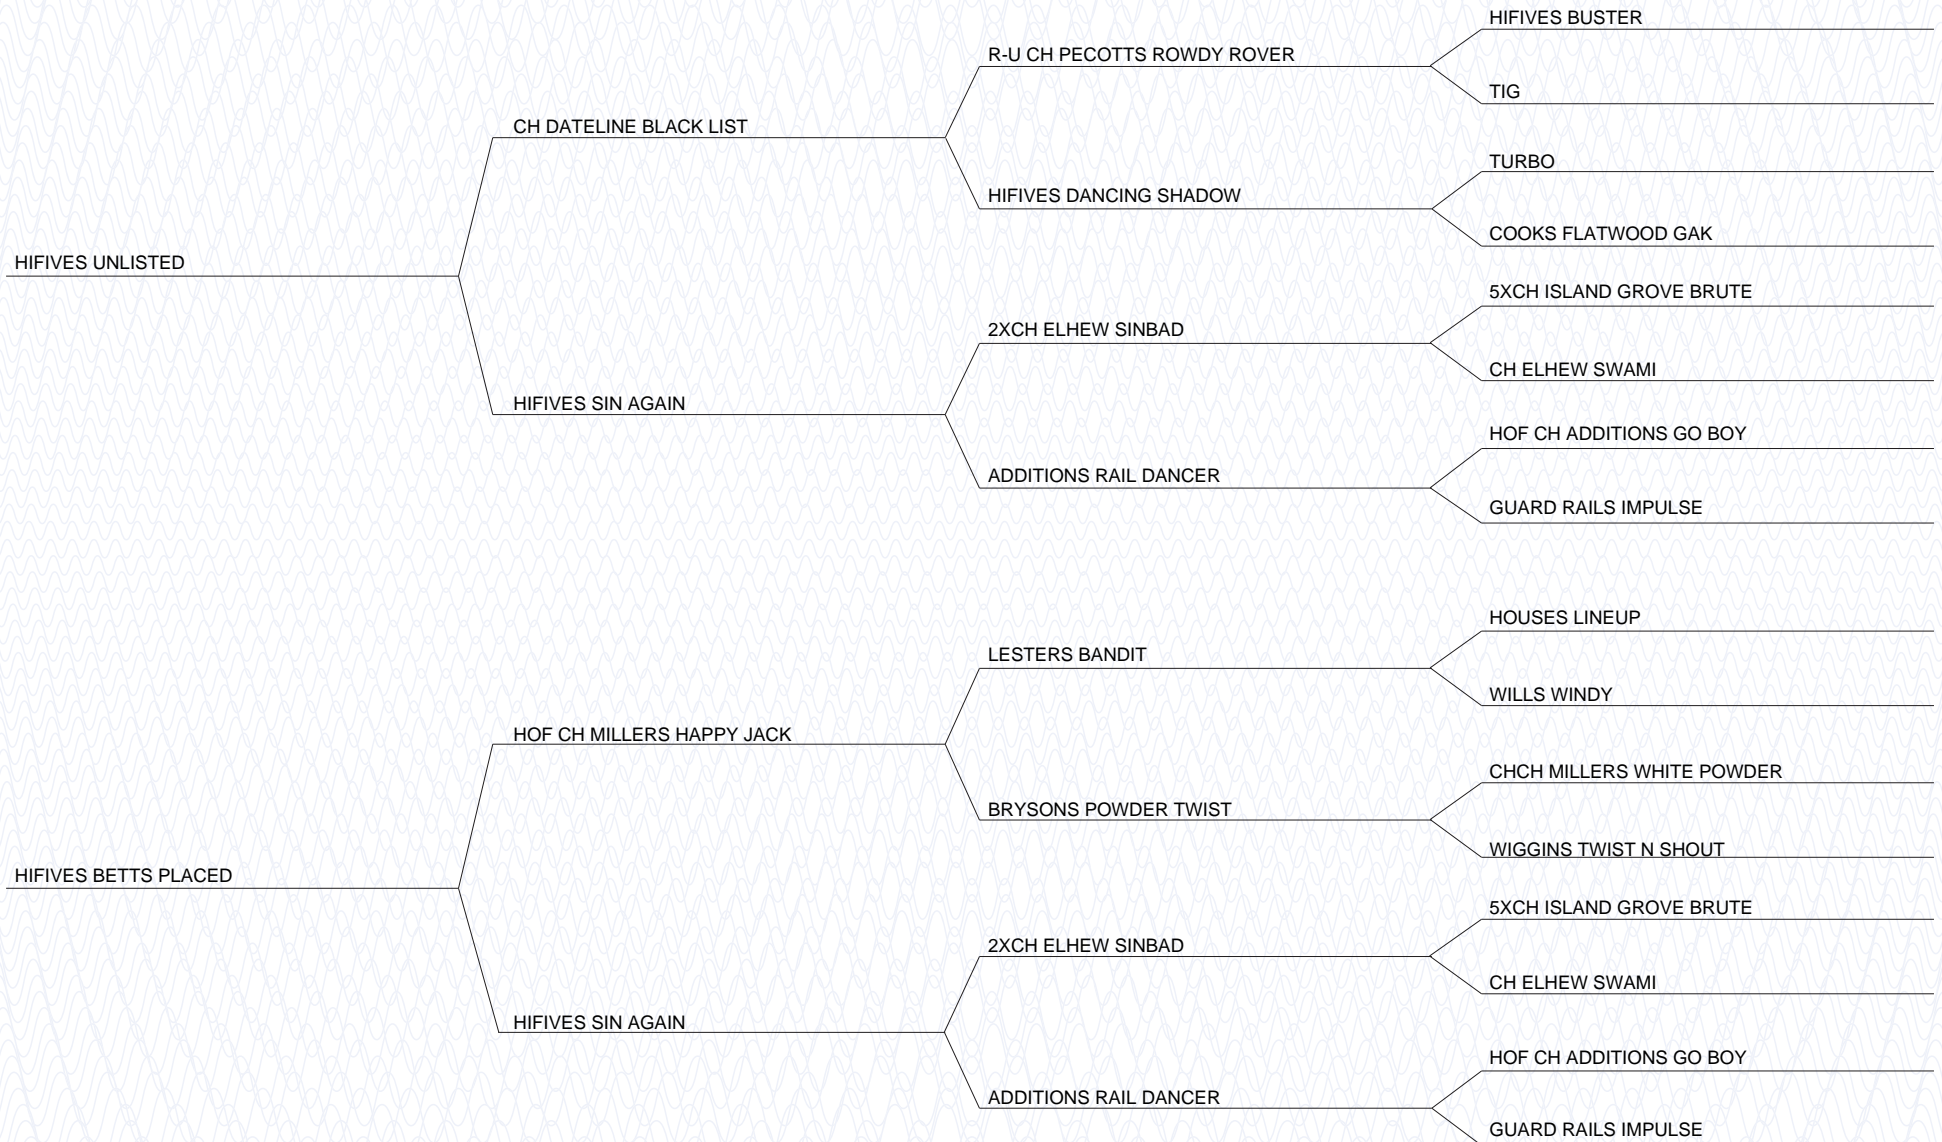 HIFIVES BUSTER
R-U CH PECOTTS ROWDY ROVER
TIG
CH DATELINE BLACK LIST
TURBO
HIFIVES DANCING SHADOW
COOKS FLATWOOD GAK
HIFIVES UNLISTED
5XCH ISLAND GROVE BRUTE
2XCH ELHEW SINBAD
CH ELHEW SWAMI
HIFIVES SIN AGAIN
HOF CH ADDITIONS GO BOY
ADDITIONS RAIL DANCER
GUARD RAILS IMPULSE
HOUSES LINEUP
LESTERS BANDIT
WILLS WINDY
HOF CH MILLERS HAPPY JACK
CHCH MILLERS WHITE POWDER
BRYSONS POWDER TWIST
WIGGINS TWIST N SHOUT
HIFIVES BETTS PLACED
5XCH ISLAND GROVE BRUTE
2XCH ELHEW SINBAD
CH ELHEW SWAMI
HIFIVES SIN AGAIN
HOF CH ADDITIONS GO BOY
ADDITIONS RAIL DANCER
GUARD RAILS IMPULSE